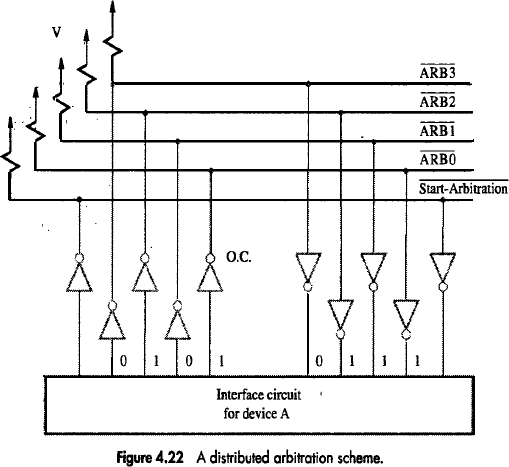 V
ARB3
ARB2
ARB1
ARB0
Start-Arbitration
O.C.
0 1 0 1 0 1 1 1
Interface circuit
for device A
Figure 4.22 A distributed arbitration scheme.